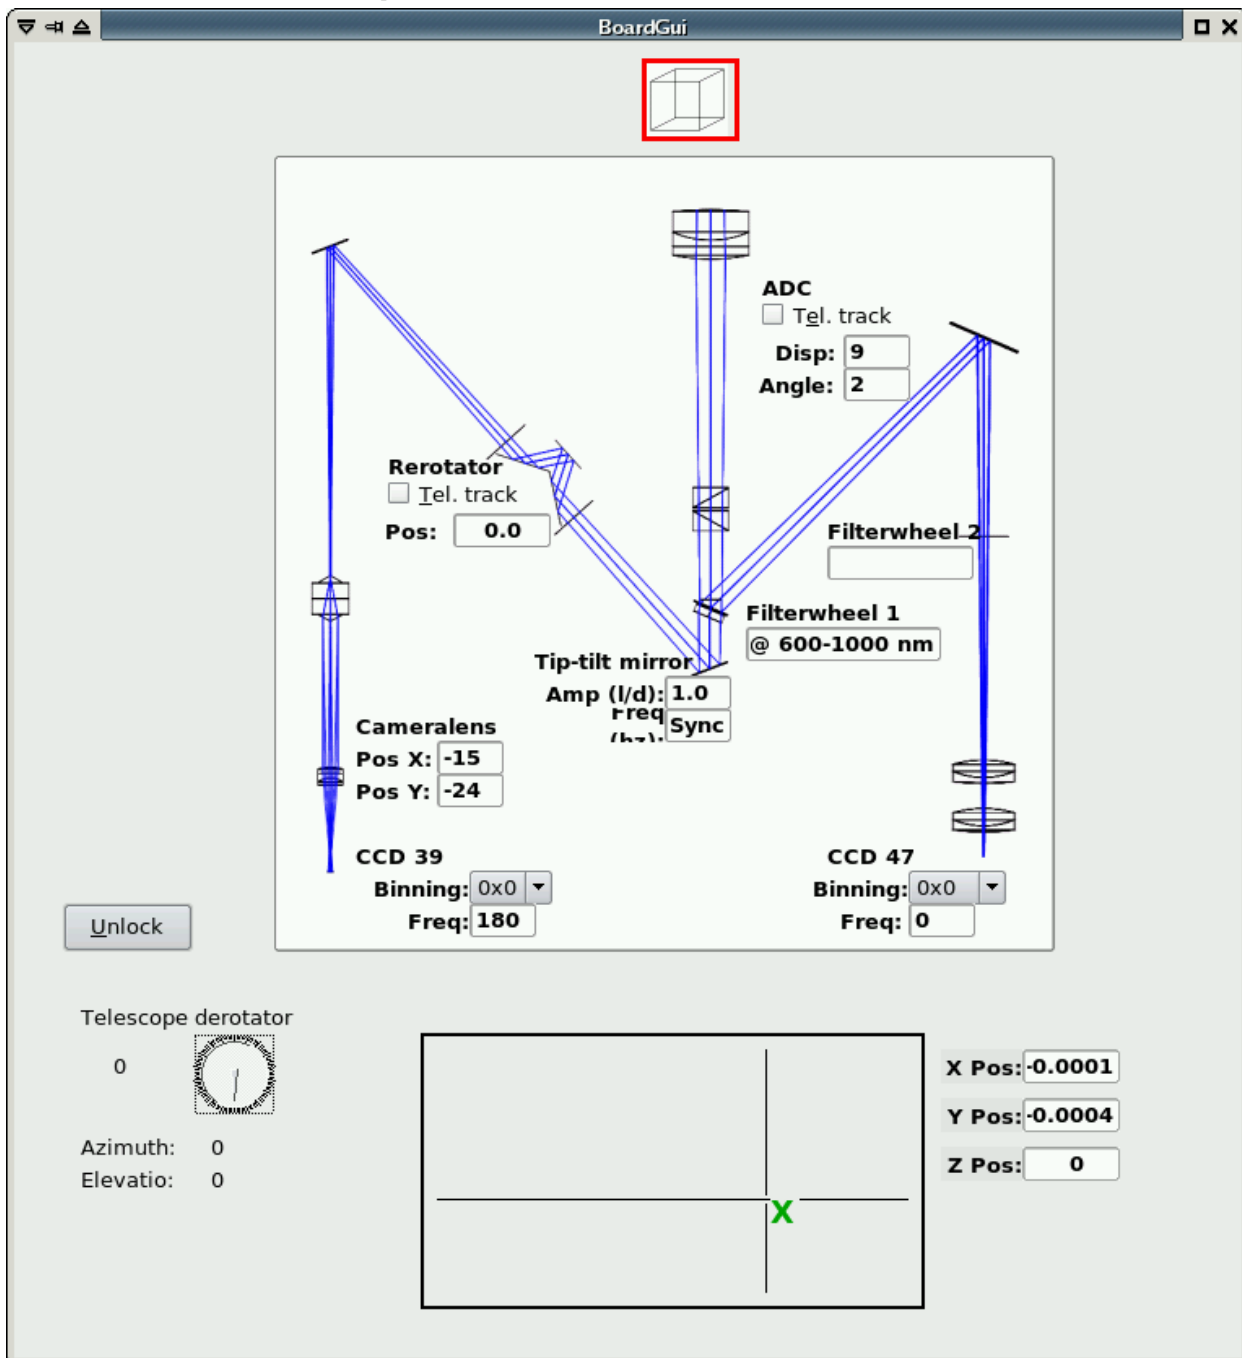 BoardGui
ADC
Tel. track
Disp: 9
Angle: 2
Rerotator
Tel. track
Pos: 0.0
Filterwheel 2
Filterwheel 1
@ 600-1000 nm
Tip-tilt mirror
Amp (l/d): 1.0
Freq Sync
(hz):
Cameralens
Pos X: -15
Pos Y: -24
CCD 39
Binning: 0x0
Freq: 180
CCD 47
Binning: 0x0
Freq: 0
Unlock
Telescope derotator
0
Azimuth: 0
Elevatio: 0
X
X Pos: -0.0001
Y Pos: -0.0004
Z Pos: 0